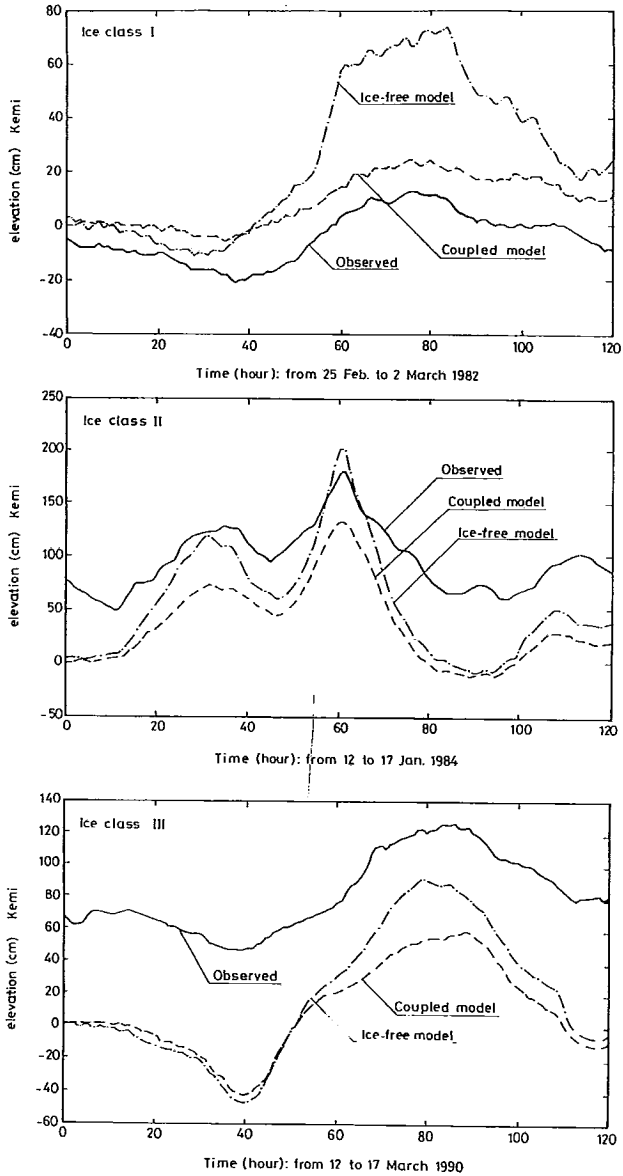 80
60
40
20
0
-20
-40
elevation (cm) Kemi
Ice class I
Ice-free model
Coupled model
Observed
0 20 40 60 80 100 120
Time (hour): from 25 Feb. to 2 March 1982
250
200
150
100
50
0
-50
elevation (cm) Kemi
Ice class II
Observed
Coupled model
Ice-free model
0 20 40 60 80 100 120
Time (hour): from 12 to 17 Jan. 1984
140
120
100
80
60
40
20
0
-20
-40
-60
elevation (cm) Kemi
Ice class III
Observed
Coupled model
Ice-free model
0 20 40 60 80 100 120
Time (hour): from 12 to 17 March 1990